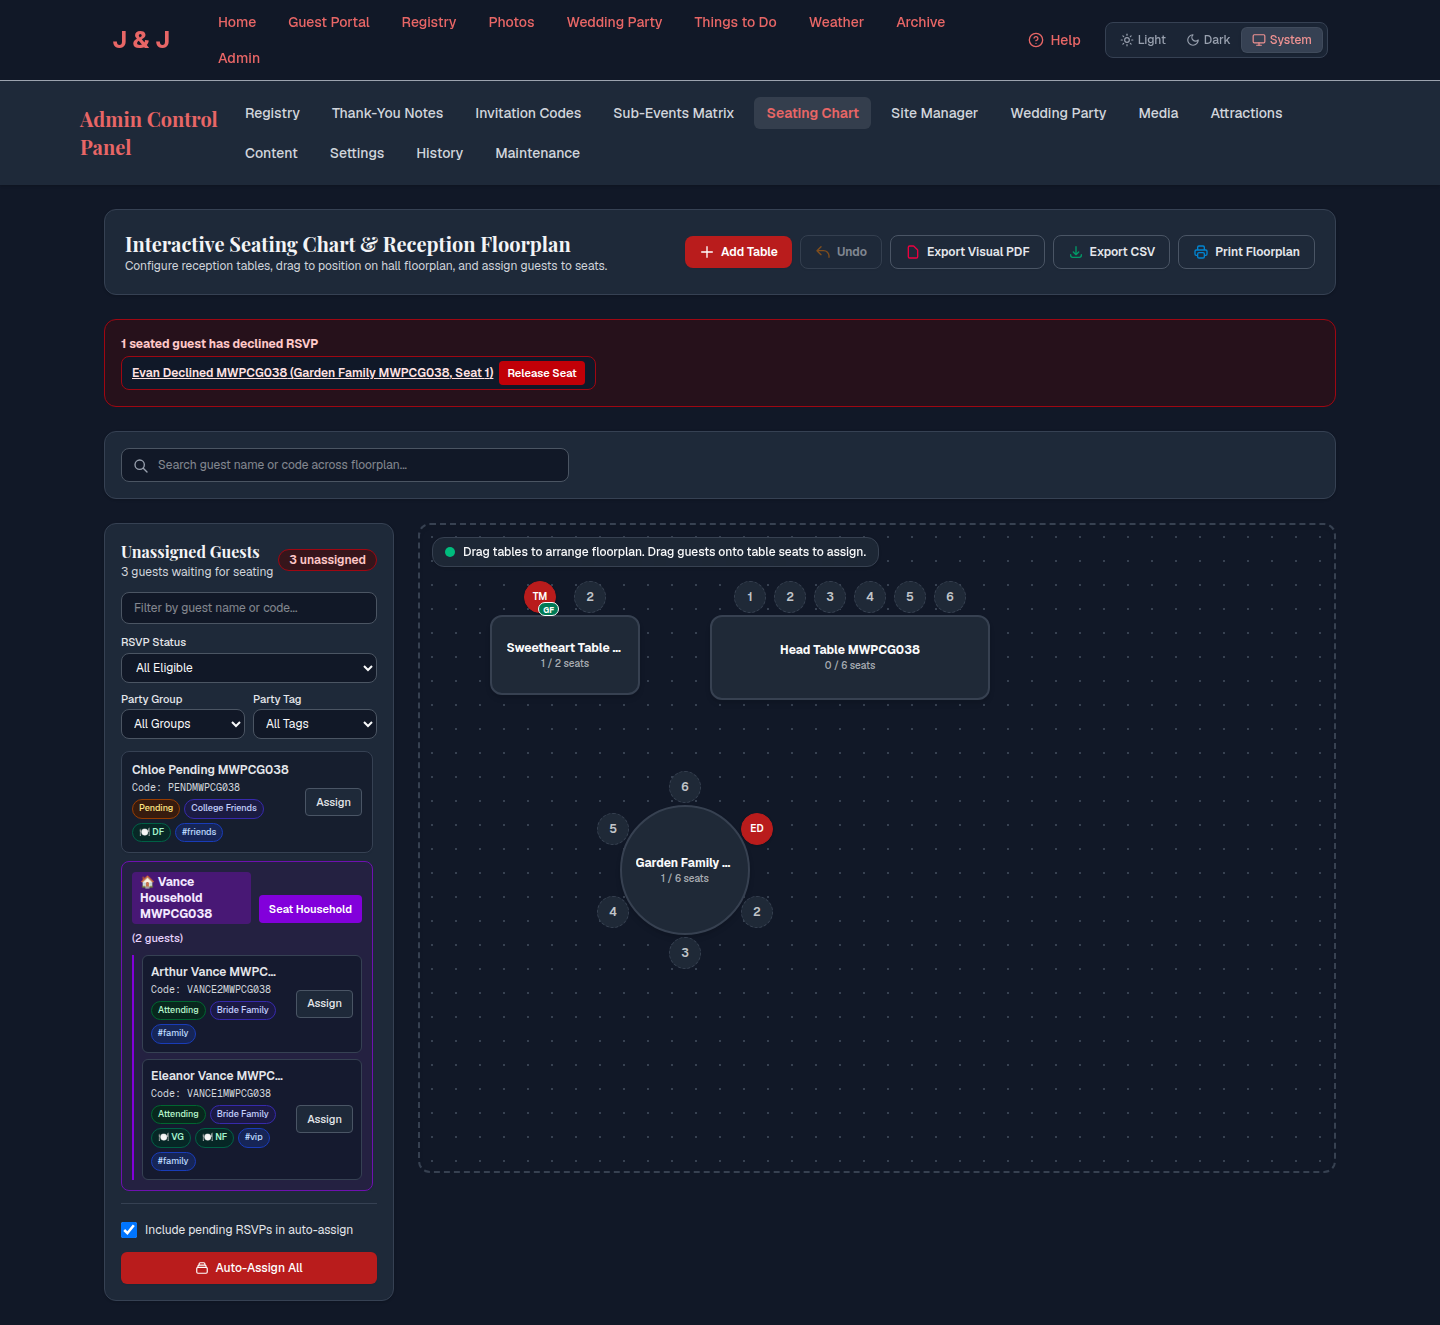 J & J
Home
Guest Portal
Registry
Photos
Wedding Party
Things to Do
Weather
Archive
Admin
Help
Light
Dark
System
Admin Control
Panel
Registry
Thank-You Notes
Invitation Codes
Sub-Events Matrix
Seating Chart
Site Manager
Wedding Party
Media
Attractions
Content
Settings
History
Maintenance
Interactive Seating Chart & Reception Floorplan
Configure reception tables, drag to position on hall floorplan, and assign guests to seats.
Add Table
Undo
Export Visual PDF
Export CSV
Print Floorplan
1 seated guest has declined RSVP
Evan Declined MWPCG038 (Garden Family MWPCG038, Seat 1)
Release Seat
Search guest name or code across floorplan...
Unassigned Guests
3 guests waiting for seating
3 unassigned
Filter by guest name or code...
RSVP Status
All Eligible
Party Group
Party Tag
All Groups
All Tags
Chloe Pending MWPCG038
Code: PENDMWPCG038
Pending
College Friends
DF
#friends
Assign
Vance
Household
MWPCG038
Seat Household
(2 guests)
Arthur Vance MWPC...
Code: VANCE2MWPCG038
Attending
Bride Family
#family
Assign
Eleanor Vance MWPC...
Code: VANCE1MWPCG038
Attending
Bride Family
VG
NF
#vip
#family
Assign
Include pending RSVPs in auto-assign
Auto-Assign All
Drag tables to arrange floorplan. Drag guests onto table seats to assign.
TM
GF
2
Sweetheart Table ...
1 / 2 seats
1
2
3
4
5
6
Head Table MWPCG038
0 / 6 seats
6
5
ED
Garden Family ...
1 / 6 seats
4
2
3